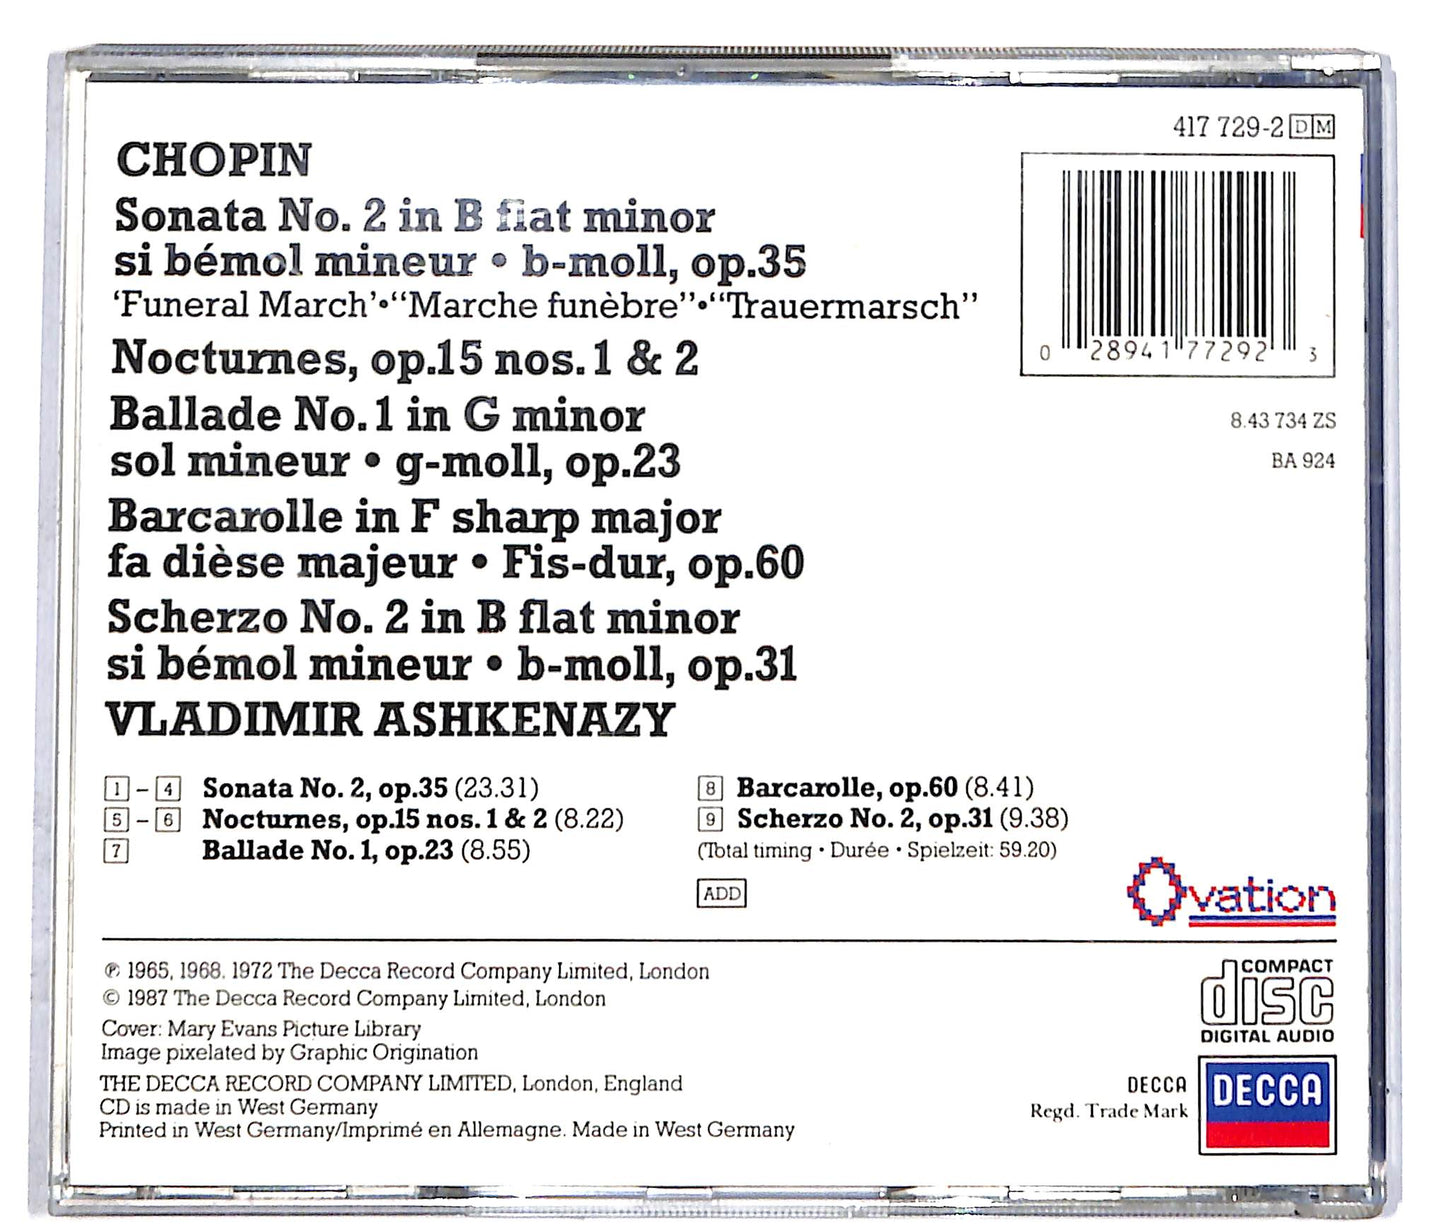 417 729-2 DM
CHOPIN
Sonata No. 2 in B flat minor
si bémol mineur • b-moll, op.35
'Funeral March'•“Marche funèbre”•“Trauermarsch”
Nocturnes, op.15 nos. 1 & 2
Ballade No. 1 in G minor
sol mineur • g-moll, op.23
Barcarolle in F sharp major
fa dièse majeur • Fis-dur, op.60
Scherzo No. 2 in B flat minor
si bémol mineur • b-moll, op.31
VLADIMIR ASHKENAZY
0 28941 77292 3
8.43 734 ZS
BA 924
1 – 4 Sonata No. 2, op.35 (23.31)
5 – 6 Nocturnes, op.15 nos. 1 & 2 (8.22)
7 Ballade No. 1, op.23 (8.55)
8 Barcarolle, op.60 (8.41)
9 Scherzo No. 2, op.31 (9.38)
(Total timing • Durée • Spielzeit: 59.20)
ADD
Ovation
℗ 1965, 1968. 1972 The Decca Record Company Limited, London
© 1987 The Decca Record Company Limited, London
Cover: Mary Evans Picture Library
Image pixelated by Graphic Origination
THE DECCA RECORD COMPANY LIMITED, London, England
CD is made in West Germany
Printed in West Germany/Imprimé en Allemagne. Made in West Germany
COMPACT
disc
DIGITAL AUDIO
DECCA
Regd. Trade Mark
DECCA